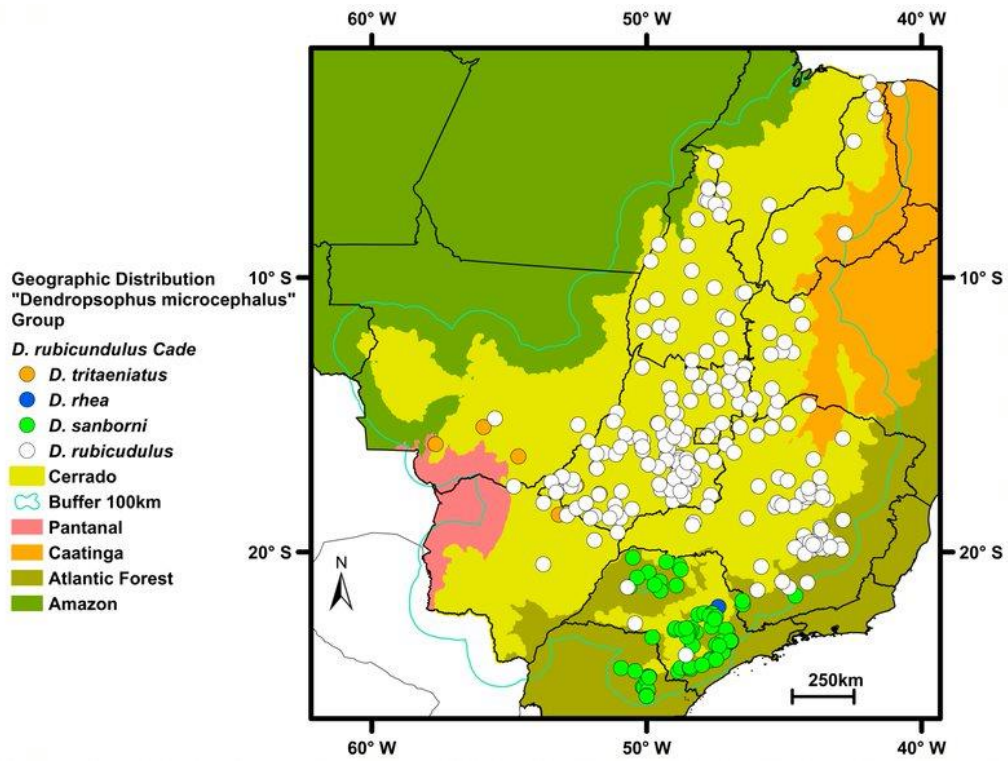 60° W 50° W 40° W
10° S 10° S
Geographic Distribution
"Dendropsophus microcephalus"
Group
D. rubicundulus Cade
D. tritaeniatus
D. rhea
D. sanborni
D. rubicudulus
Cerrado
Buffer 100km
Pantanal
Caatinga
Atlantic Forest
Amazon
20° S 20° S
N
250km
60° W 50° W 40° W